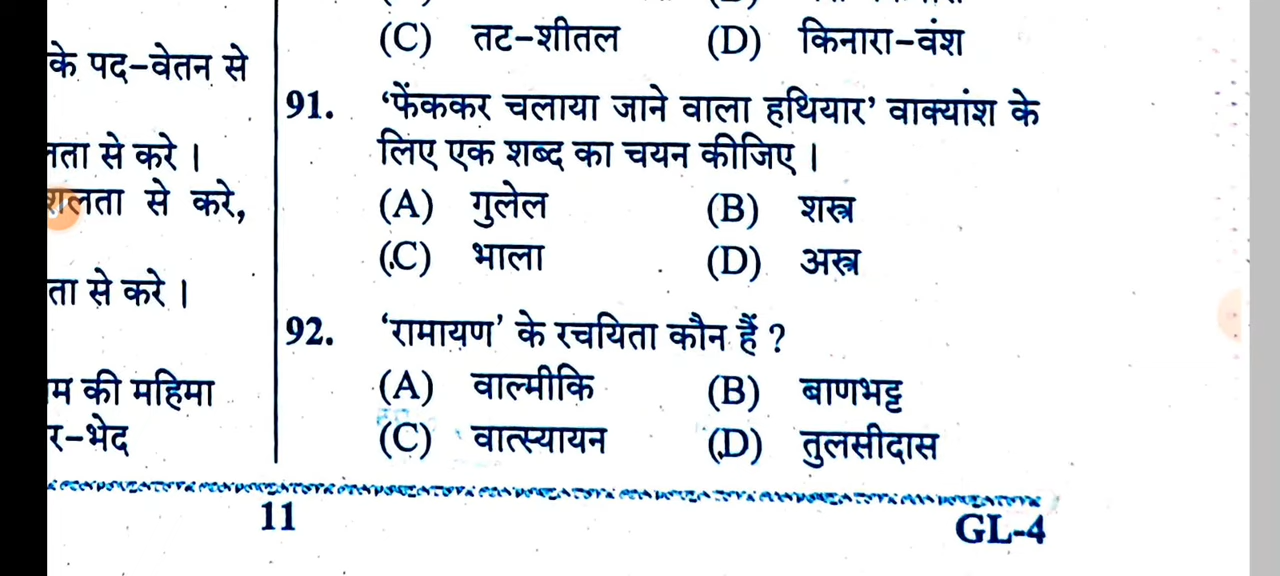 के पद-वेतन से
से करे ।
से करे,
से करे ।
की महिमा
भेद
(C) तट-शीतल (D) किनारा-वंश
91. ‘फेंककर चलाया जाने वाला हथियार’ वाक्यांश के
लिए एक शब्द का चयन कीजिए ।
(A) गुलेल (B) शस्त्र
(C) भाला (D) अस्त्र
92. ‘रामायण’ के रचयिता कौन हैं ?
(A) वाल्मीकि (B) बाणभट्ट
(C) वात्स्यायन (D) तुलसीदास
11 GL-4